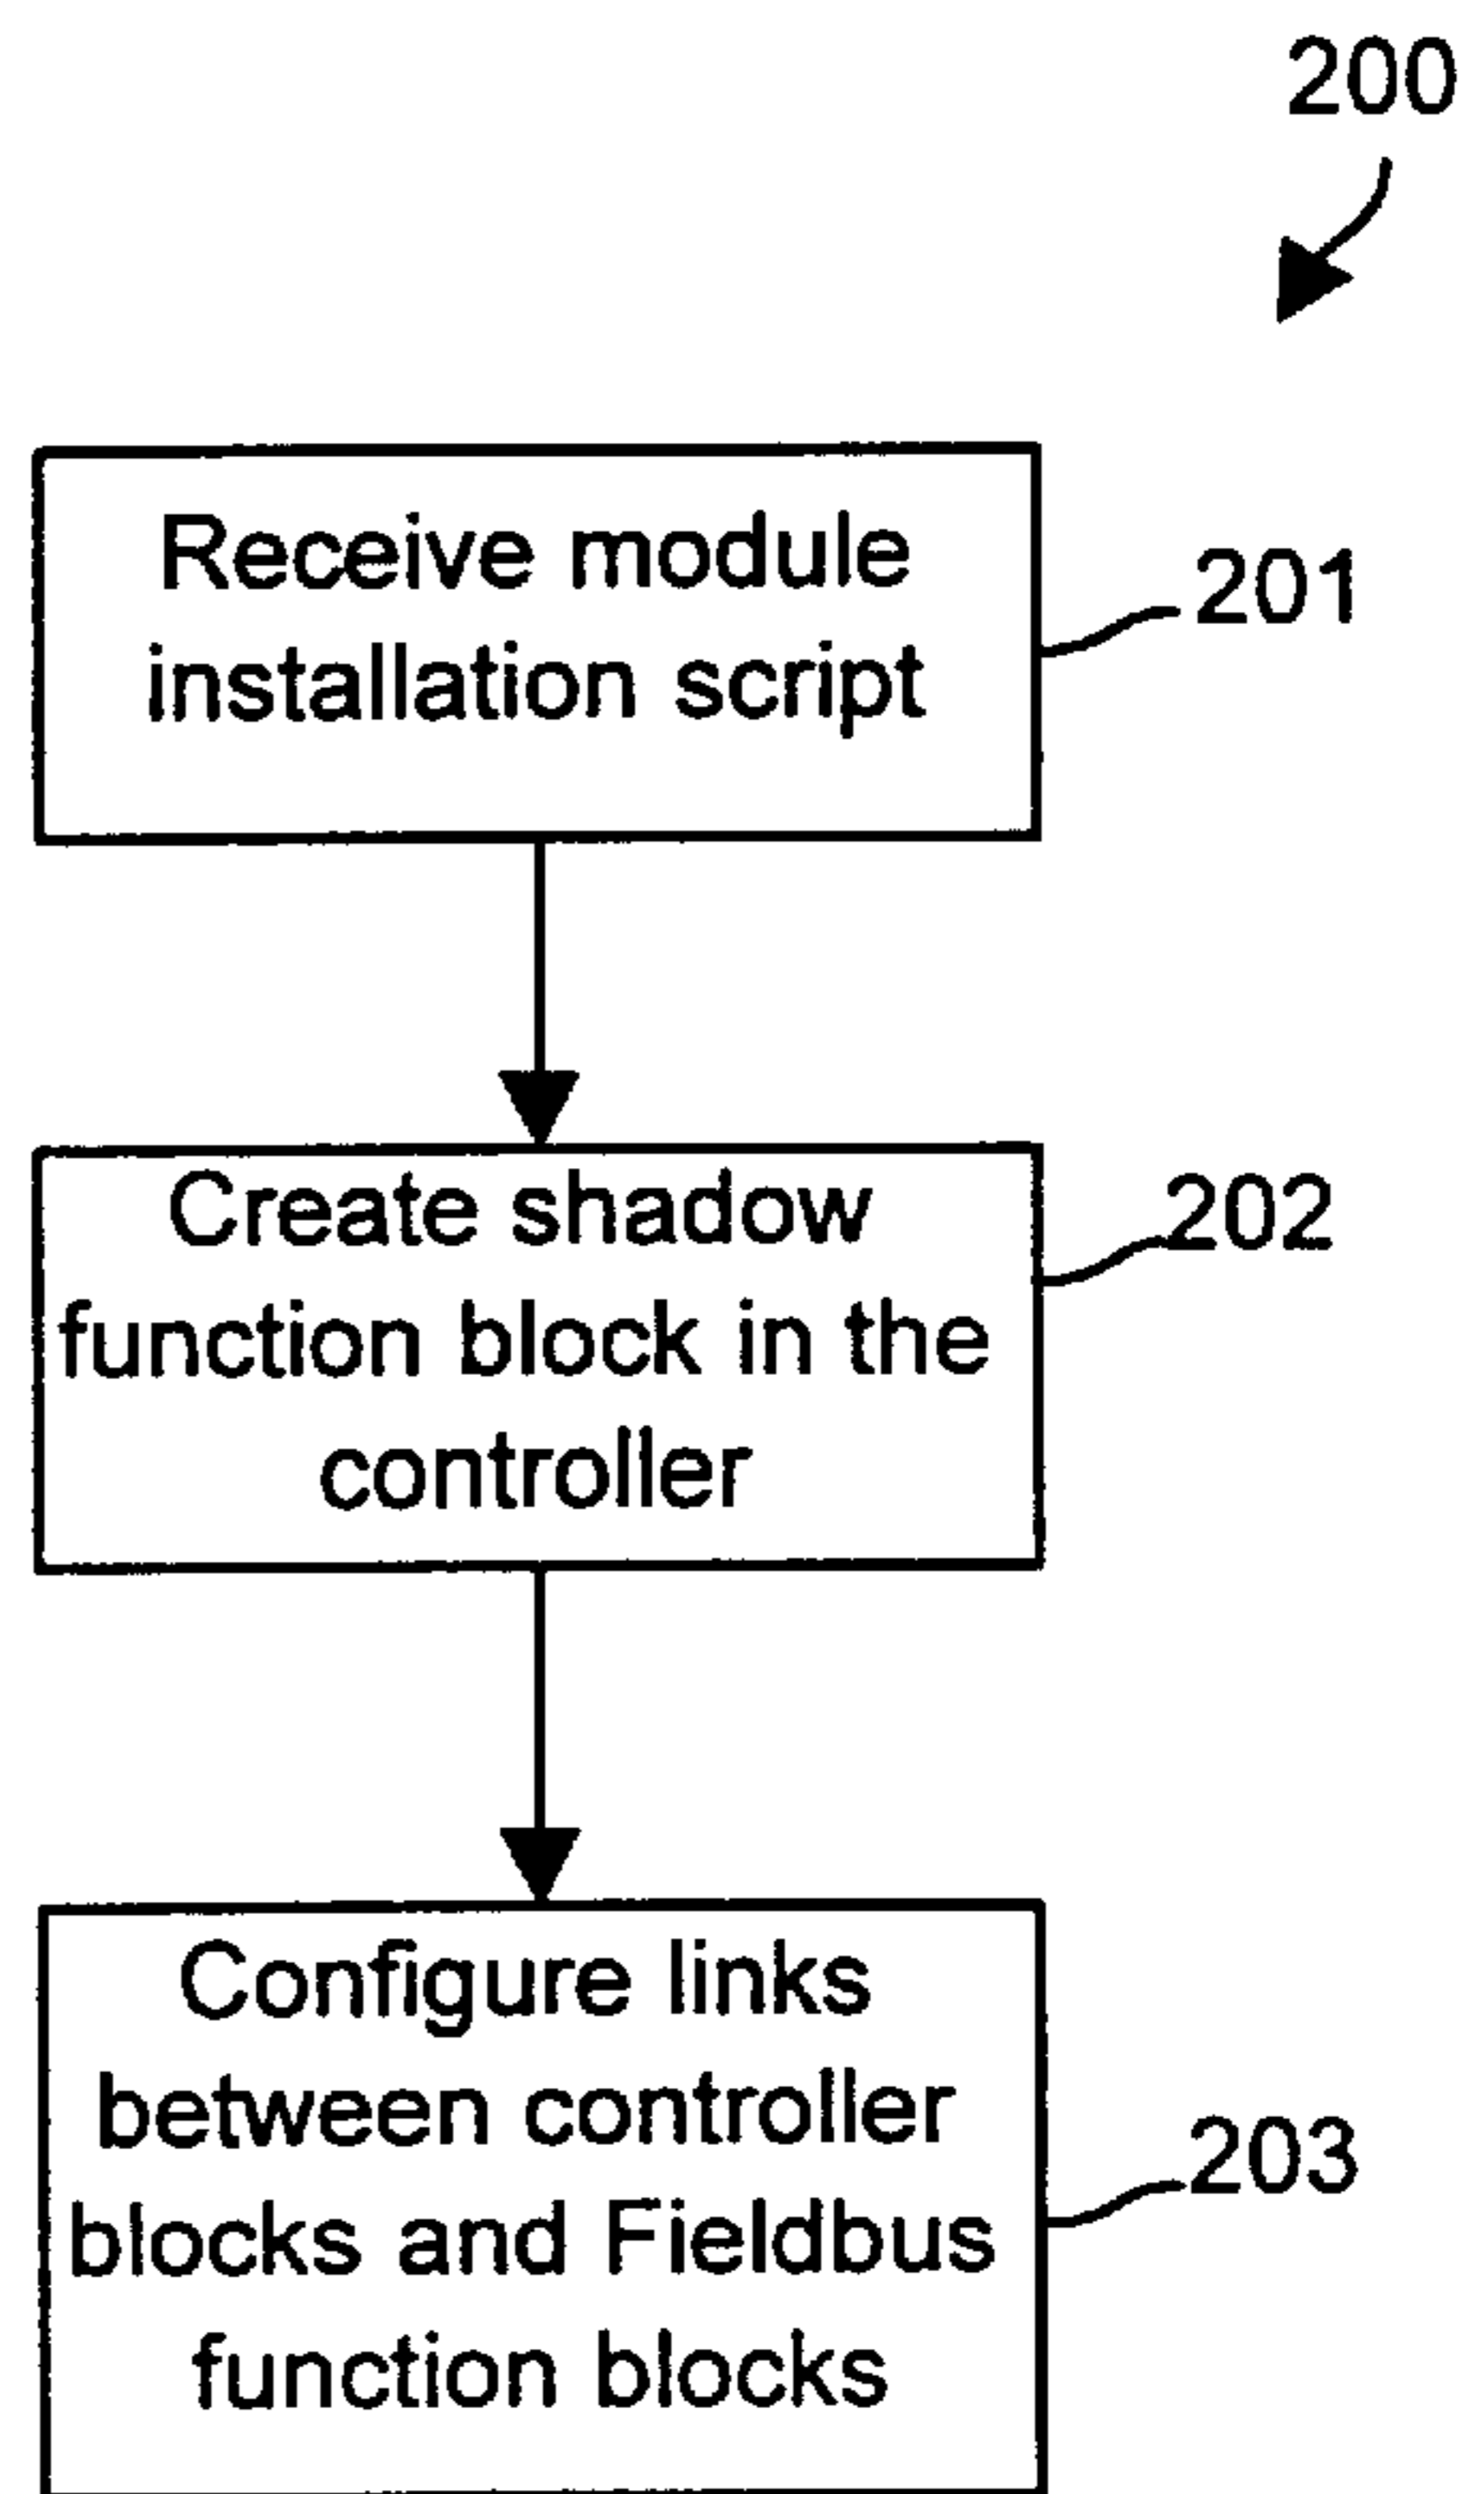 200
Receive module
installation script
201
Create shadow
function block in the
controller
202
Configure links
between controller
blocks and Fieldbus
function blocks
203